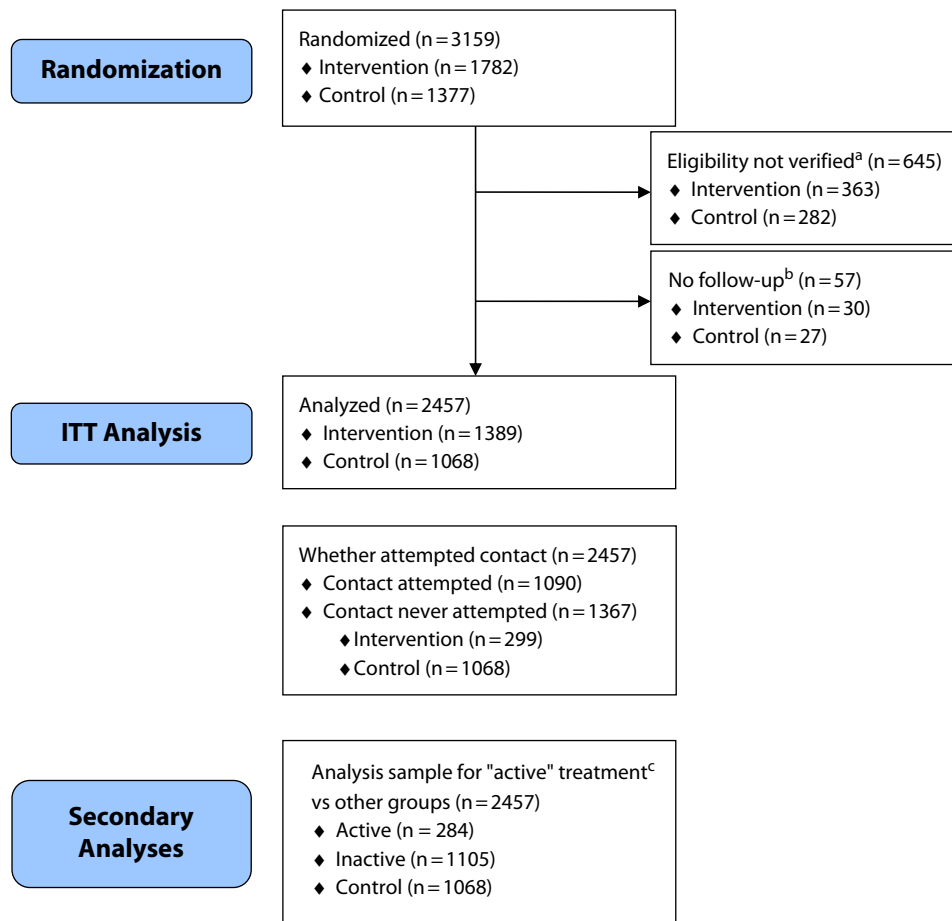 Randomization
Randomized (n=3159)
♦ Intervention (n=1782)
♦ Control (n=1377)
Eligibility not verifiedᵃ (n=645)
♦ Intervention (n=363)
♦ Control (n=282)
No follow-upᵇ (n=57)
♦ Intervention (n=30)
♦ Control (n=27)
ITT Analysis
Analyzed (n=2457)
♦ Intervention (n=1389)
♦ Control (n=1068)
Whether attempted contact (n=2457)
♦ Contact attempted (n=1090)
♦ Contact never attempted (n=1367)
♦Intervention (n=299)
♦Control (n=1068)
Secondary
Analyses
Analysis sample for "active" treatmentᶜ
vs other groups (n=2457)
♦ Active (n= 284)
♦ Inactive (n=1105)
♦ Control (n=1068)